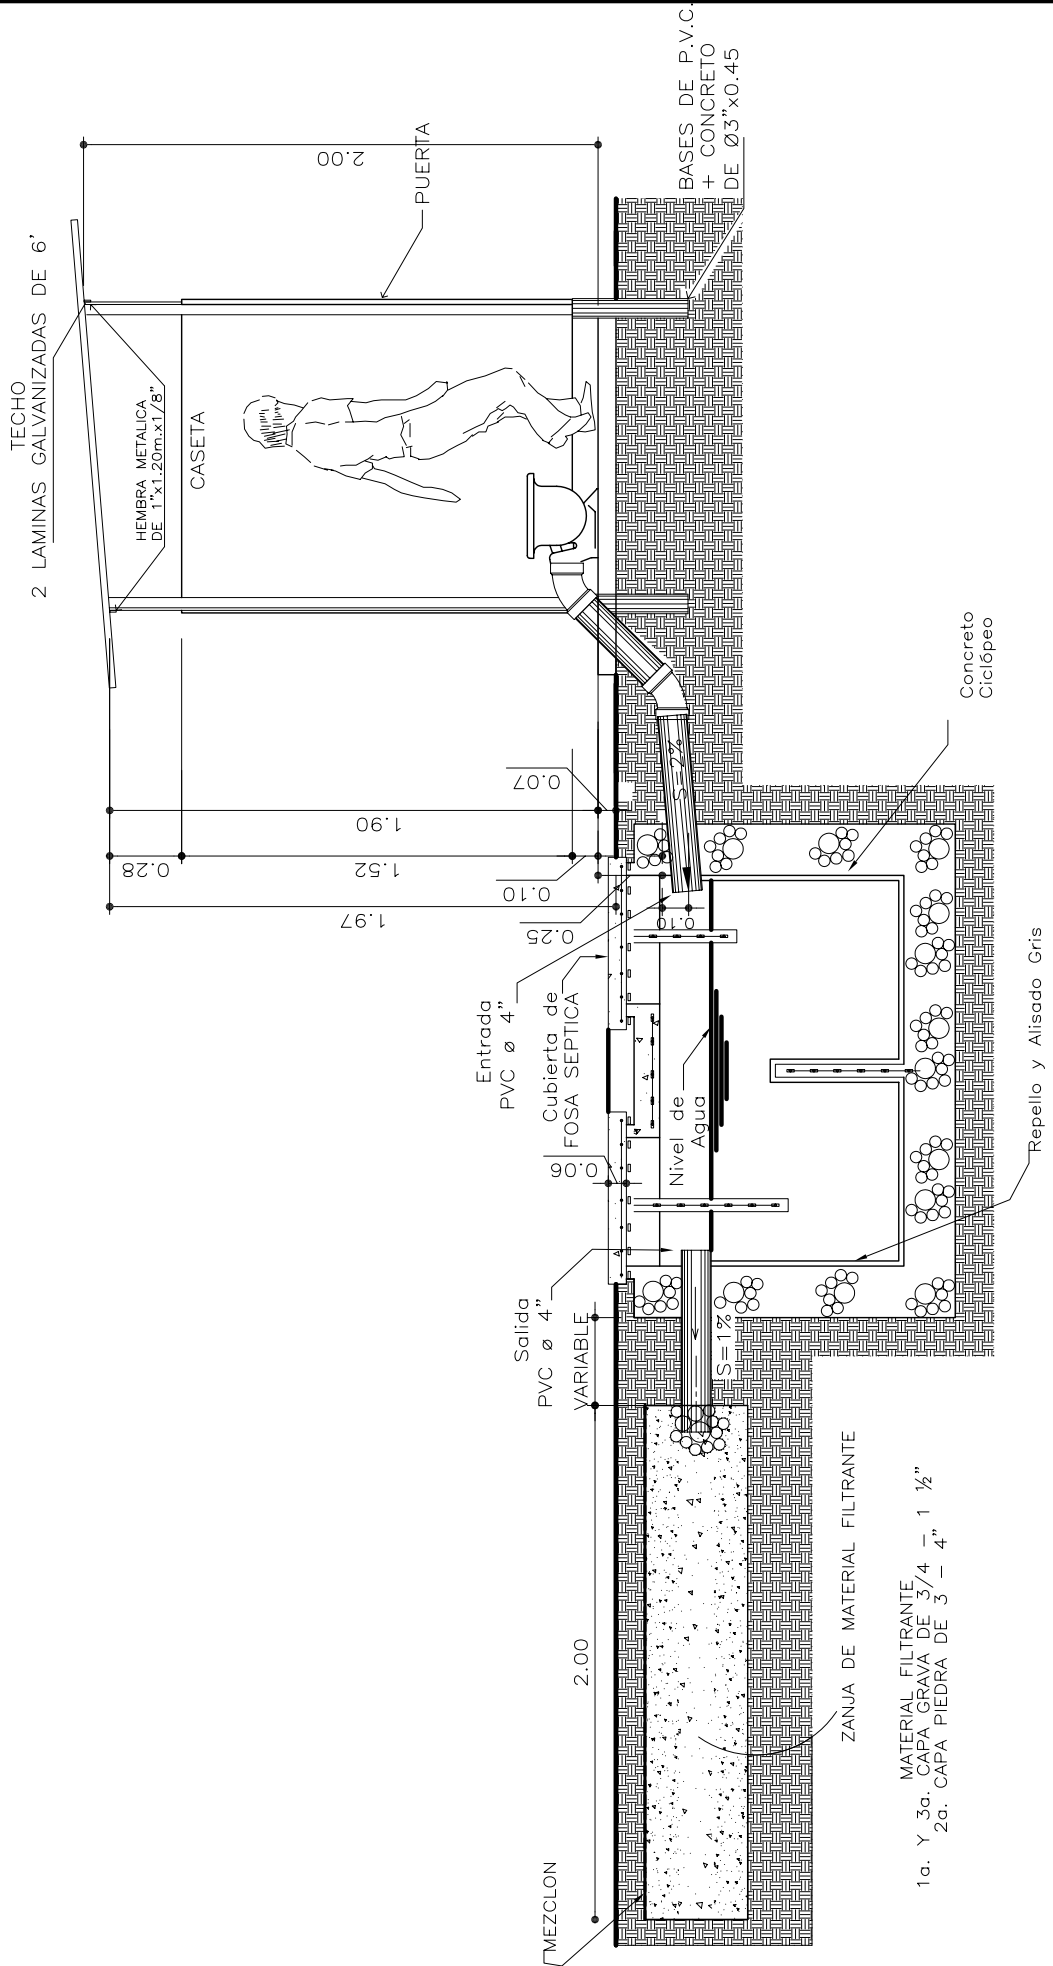 TECHO
2 LAMINAS GALVANIZADAS DE 6'
HEMBRA METALICA
DE 1"x1.20m.x1/8"
CASETA
2.00
PUERTA
BASES DE P.V.C.
+ CONCRETO
DE Ø3"x0.45
0.28
1.90
1.52
1.97
0.07
0.10
0.25
0.10
S=2%
Entrada
PVC ø 4"
Cubierta de
FOSA SEPTICA
0.06
Nivel de
Agua
Salida
PVC ø 4"
VARIABLE
S=1%
2.00
MEZCLON
Concreto
Ciclópeo
Repello y Alisado Gris
ZANJA DE MATERIAL FILTRANTE
MATERIAL FILTRANTE
1a. Y 3a. CAPA GRAVA DE 3/4 – 1 ½"
2a. CAPA PIEDRA DE 3 – 4"